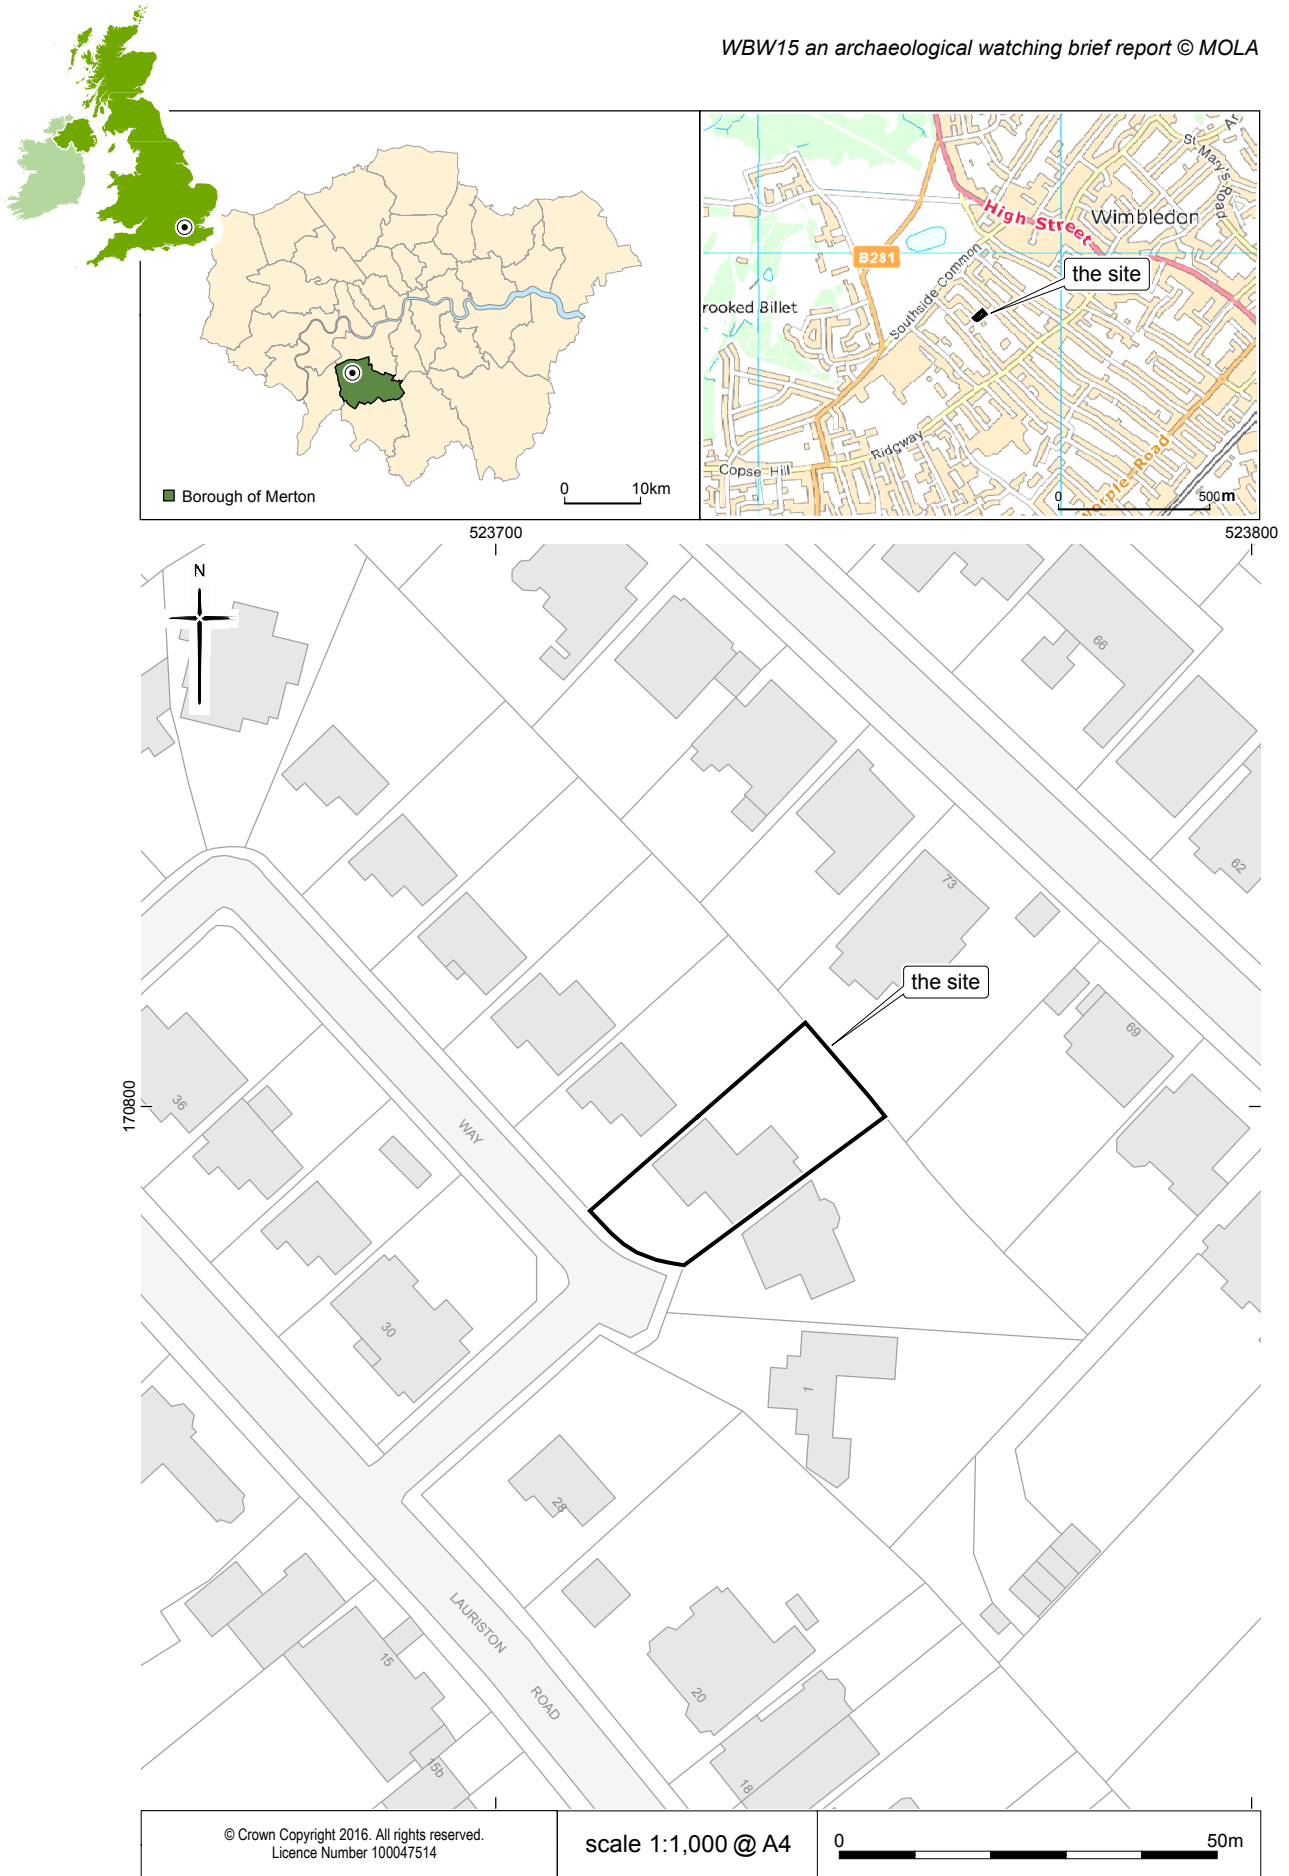 WBW15 an archaeological watching brief report © MOLA
Borough of Merton
0 10km
St Mary's Road
Ar
High Street
Wimbledon
B281
the site
Southside Common
rooked Billet
Ridgway
Copse Hill
orple Road
0 500m
523700 523800
N
66
62
73
the site
69
170800
36
WAY
30
1
28
LAURISTON
ROAD
15
20
15b
18
© Crown Copyright 2016. All rights reserved.
Licence Number 100047514
scale 1:1,000 @ A4
0 50m